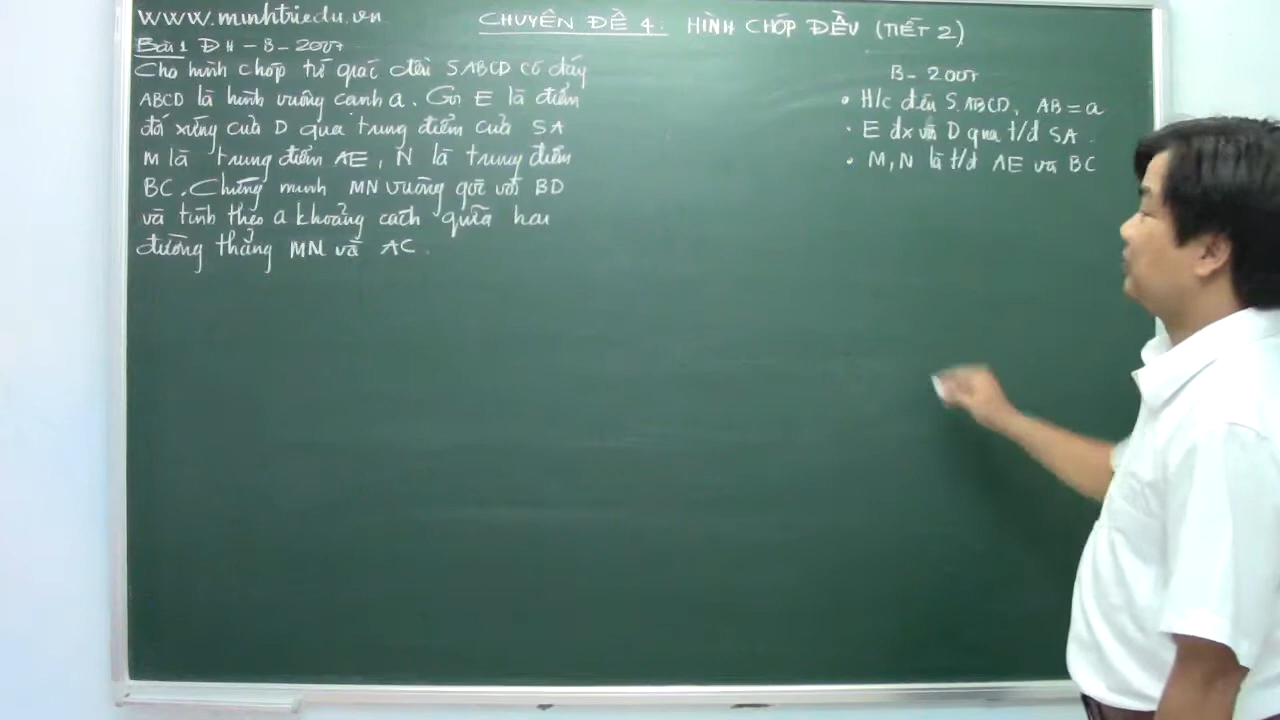 www.minhtriedu.vn
CHUYÊN ĐỀ 4: HÌNH CHÓP ĐỀU (TIẾT 2)
Bài 1 ĐH - B - 2007
Cho hình chóp tứ giác đều SABCD có đáy
ABCD là hình vuông cạnh a. Gọi E là điểm
đối xứng của D qua trung điểm của SA
M là trung điểm AE, N là trung điểm
BC. Chứng minh MN vuông góc với BD
và tính theo a khoảng cách giữa hai
đường thẳng MN và AC.
B - 2007
• H/c đều S.ABCD, AB = a
• E đx với D qua t/đ SA.
• M, N là t/đ AE và BC